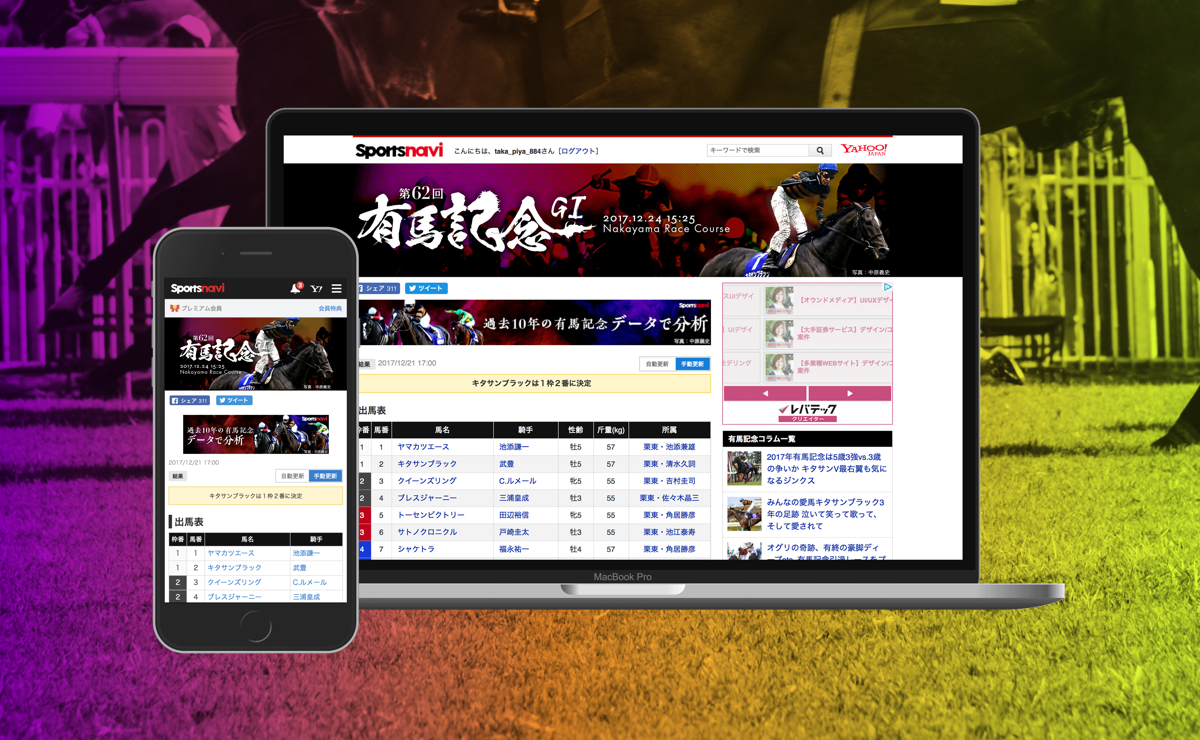 Sportsnavi
こんにちは、taka_piya_884さん [ログアウト]
キーワードで検索
YAHOO!
JAPAN
第62回
有馬記念 GI
2017.12.24 15:25
Nakayama Race Course
写真：中原義史
シェア 311
ツイート
Sportsnavi
過去10年の有馬記念 データで分析
写真：中原義史
結果
2017/12/21 17:00
自動更新
手動更新
キタサンブラックは１枠２番に決定
出馬表
枠番 馬番 馬名 騎手 性齢 斤量(kg) 所属
1 1 ヤマカツエース 池添謙一 牡5 57 栗東・池添兼雄
1 2 キタサンブラック 武豊 牡5 57 栗東・清水久詞
2 3 クイーンズリング C.ルメール 牝5 55 栗東・吉村圭司
2 4 ブレスジャーニー 三浦皇成 牡3 55 栗東・佐々木晶三
3 5 トーセンビクトリー 田辺裕信 牝5 55 栗東・角居勝彦
3 6 サトノクロニクル 戸崎圭太 牡3 55 栗東・池江泰寿
4 7 シャケトラ 福永祐一 牡4 57 栗東・角居勝彦
UIデザイ
【オウンドメディア】UI/UXデザ
UIデザイ
【大手証券サービス】デザイン/コ
案件
モデリング
【多業種WEBサイト】デザイン/コ
案件
レバテック
クリエイター
有馬記念コラム一覧
2017年有馬記念は5歳3強vs.3歳
の争いか キタサンV最右翼も気に
なるジンクス
みんなの愛馬キタサンブラック3
年の足跡 泣いて笑って歌って、
そして愛されて
オグリの奇跡、有終の豪脚ディ
MacBook Pro
Sportsnavi
3
Y!
プレミアム会員
会員特典
第62回
有馬記念 GI
2017.12.24 15:25
Nakayama Race Course
写真：中原義史
シェア 311
ツイート
過去10年の有馬記念
データで分析
Sportsnavi
2017/12/21 17:00
結果
自動更新
手動更新
キタサンブラックは１枠２番に決定
出馬表
枠番 馬番 馬名 騎手
1 1 ヤマカツエース 池添謙一
1 2 キタサンブラック 武豊
2 3 クイーンズリング C.ルメール
2 4 ブレスジャーニー 三浦皇成